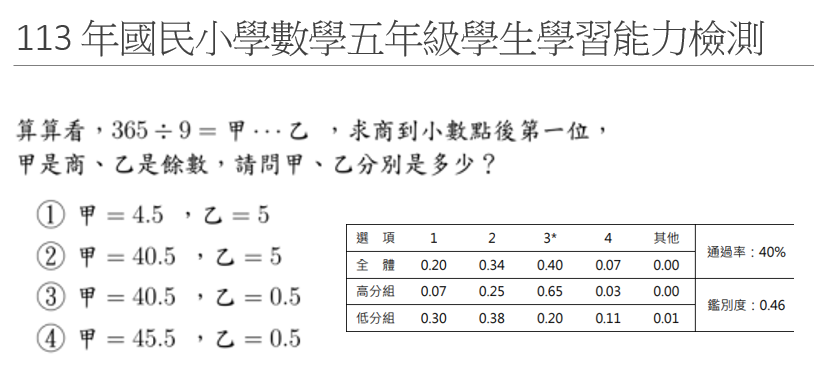 113 年國民小學數學五年級學生學習能力檢測
算算看，365 ÷ 9 = 甲⋯乙 ，求商到小數點後第一位，
甲是商、乙是餘數，請問甲、乙分別是多少？
① 甲 = 4.5 ，乙 = 5
② 甲 = 40.5 ，乙 = 5
③ 甲 = 40.5 ，乙 = 0.5
④ 甲 = 45.5 ，乙 = 0.5
選 項 1 2 3* 4 其他
全 體 0.20 0.34 0.40 0.07 0.00
高分組 0.07 0.25 0.65 0.03 0.00
低分組 0.30 0.38 0.20 0.11 0.01
通過率：40%
鑑別度：0.46